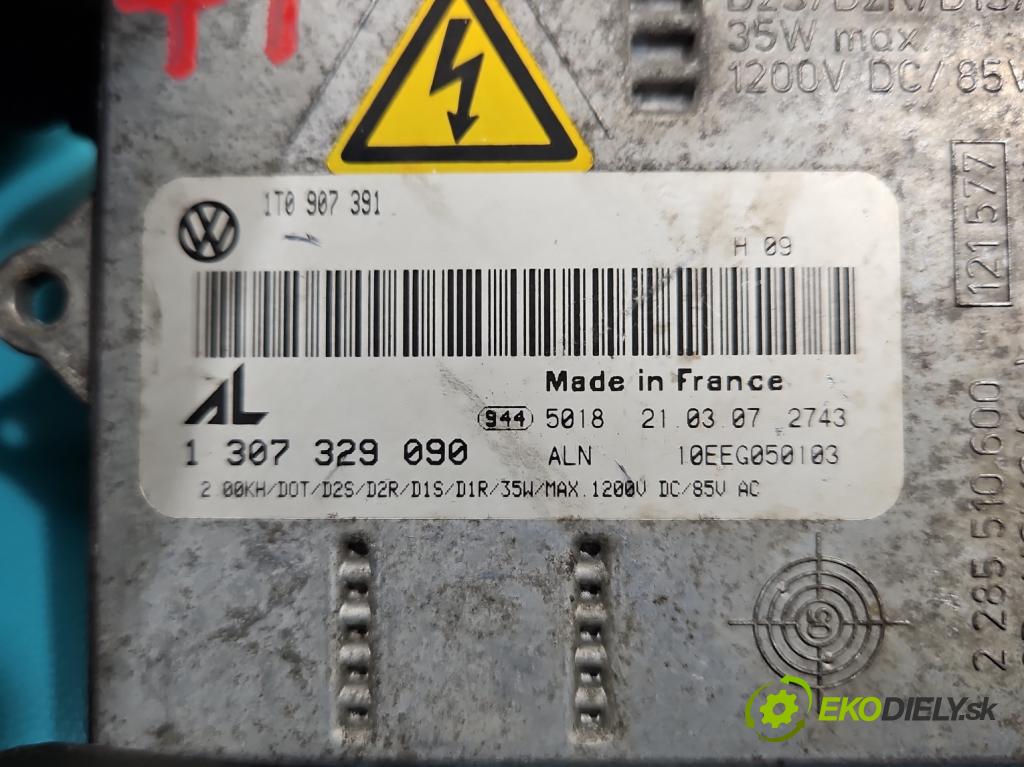 35W max.
1200V DC/85V
1T0 907 391
H 09
Made in France
944 5018 21 03 07 2743
1 307 329 090
ALN 10EEG050103
2.00KH/DOT/D2S/D2R/D1S/D1R/35W/MAX.1200V DC/85V AC
121577
2 285 510 600
EKODIELY.sk